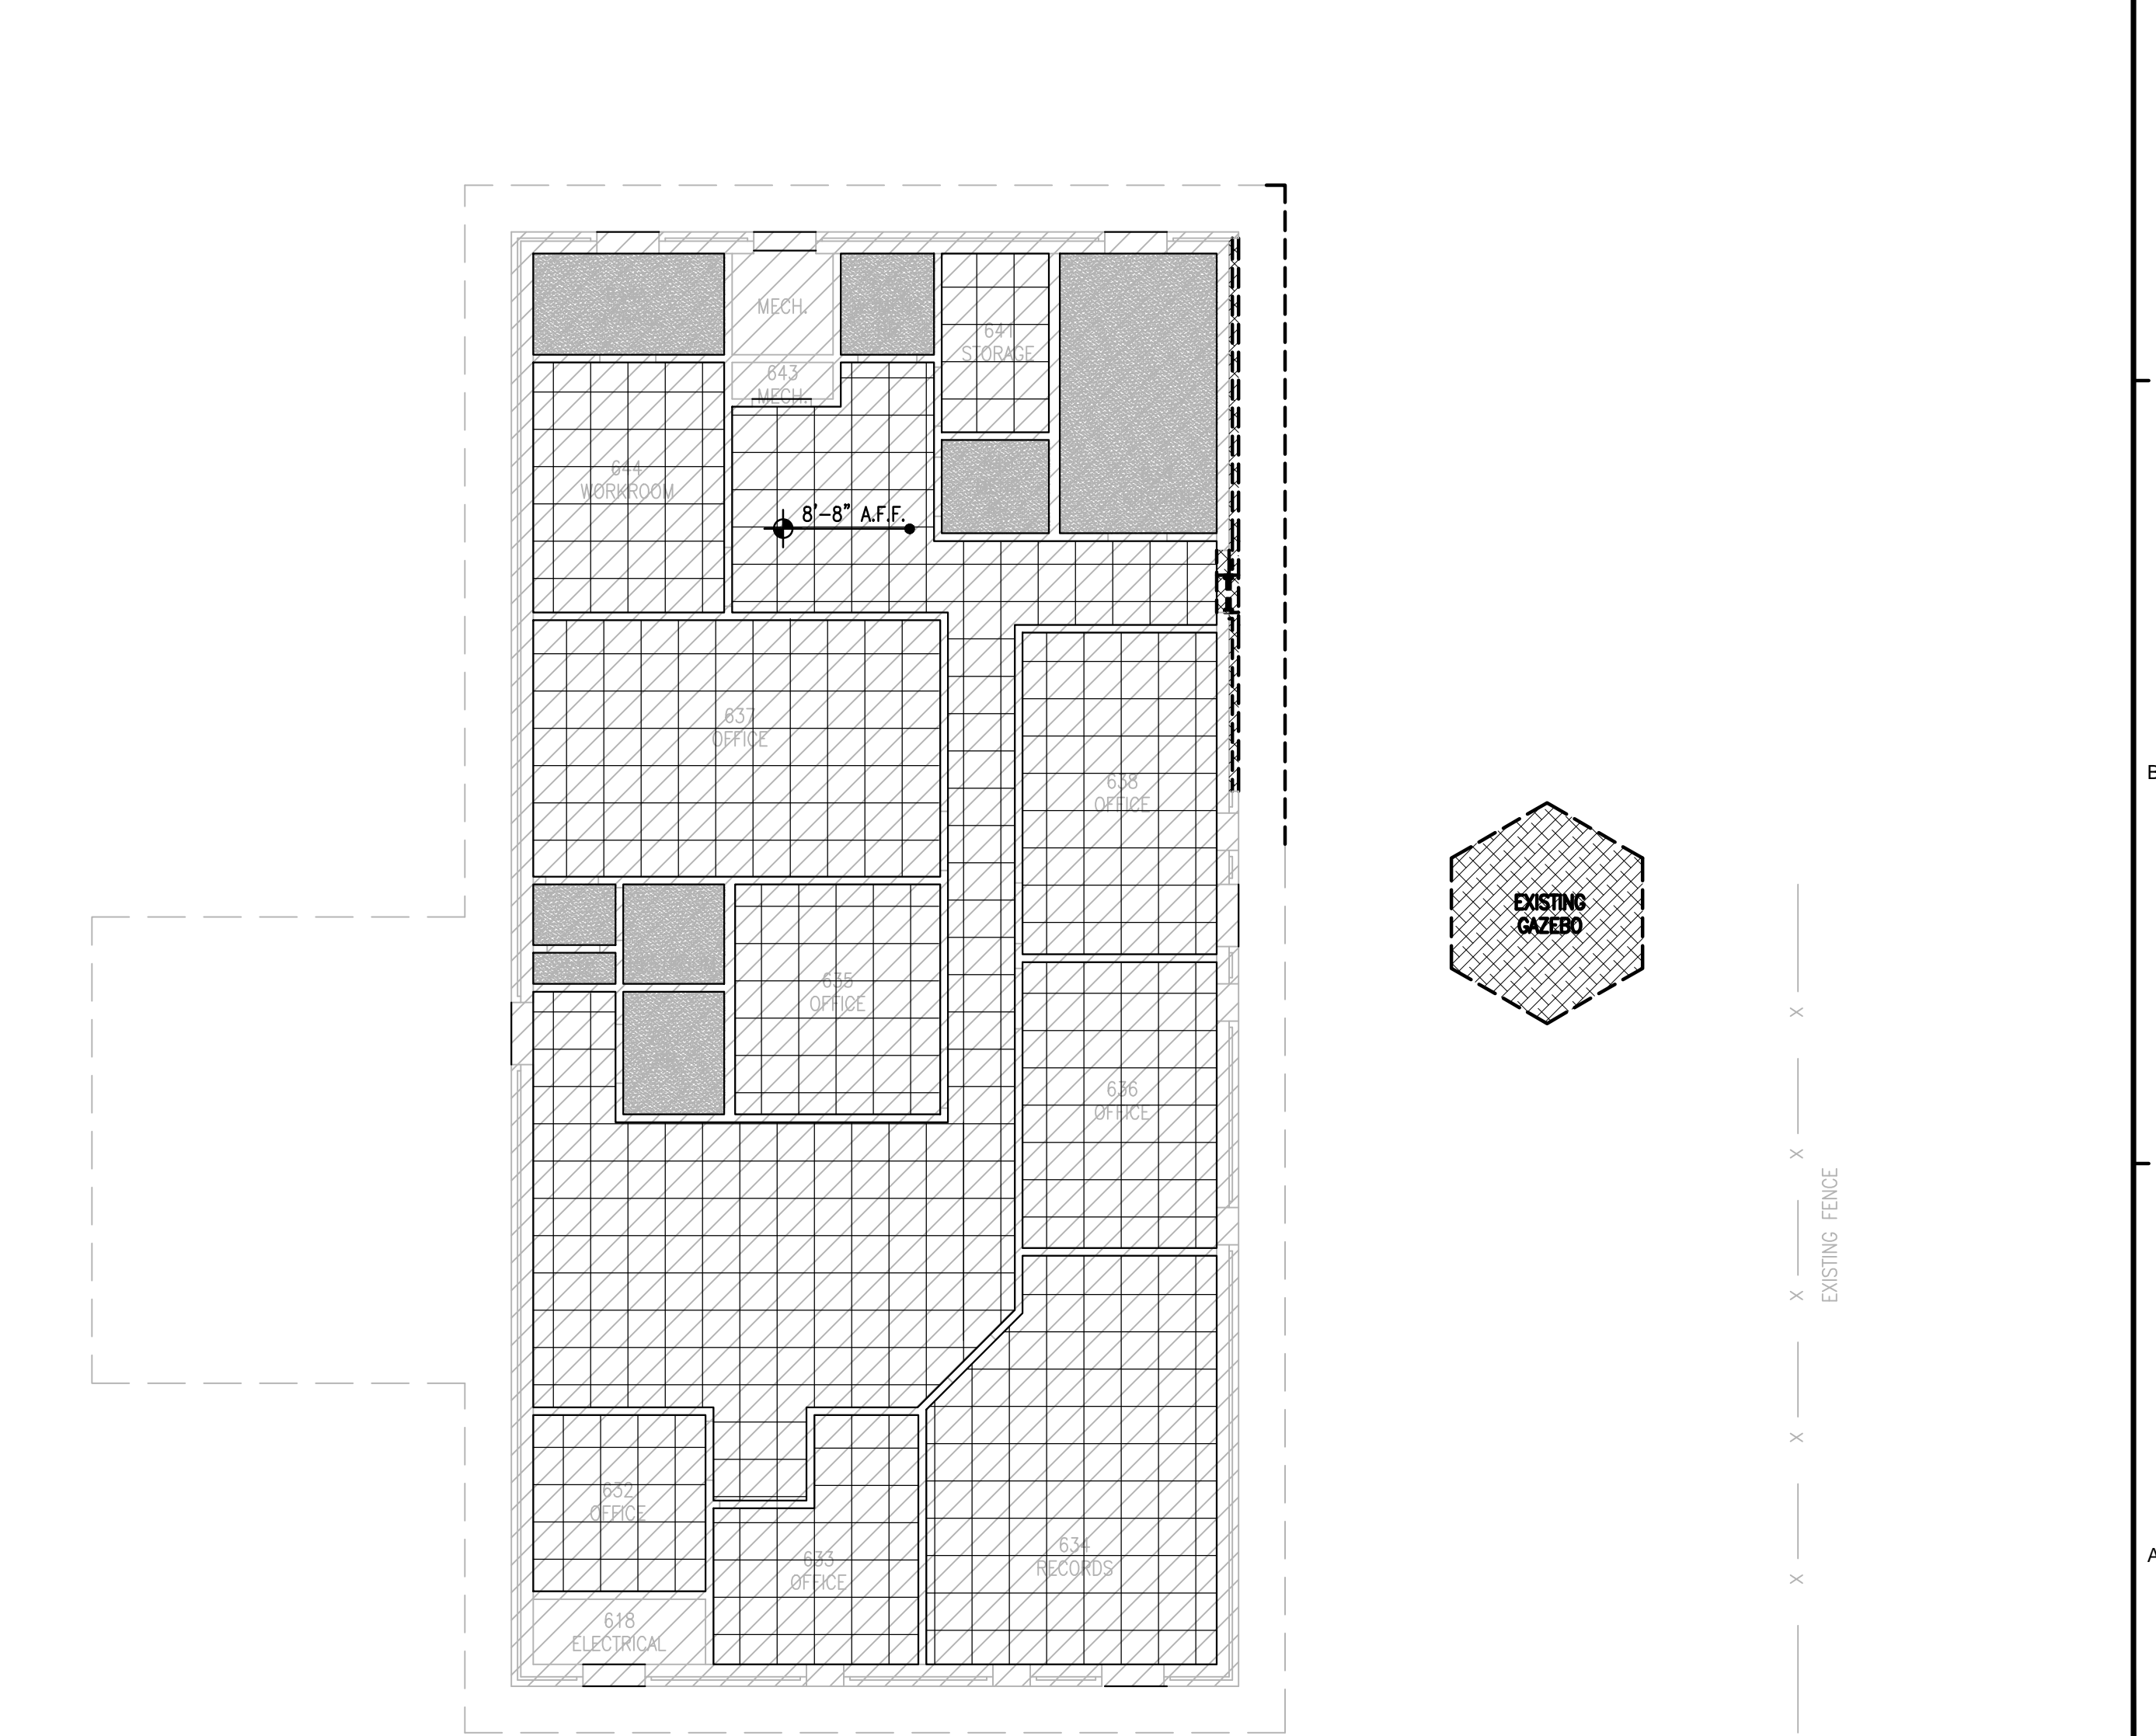 MECH.
643
MECH.
641
STORAGE
644
WORKROOM
8'-8" A.F.F.
637
OFFICE
638
OFFICE
B
EXISTING
GAZEBO
635
OFFICE
636
OFFICE
EXISTING FENCE
632
OFFICE
633
OFFICE
634
RECORDS
A
618
ELECTRICAL